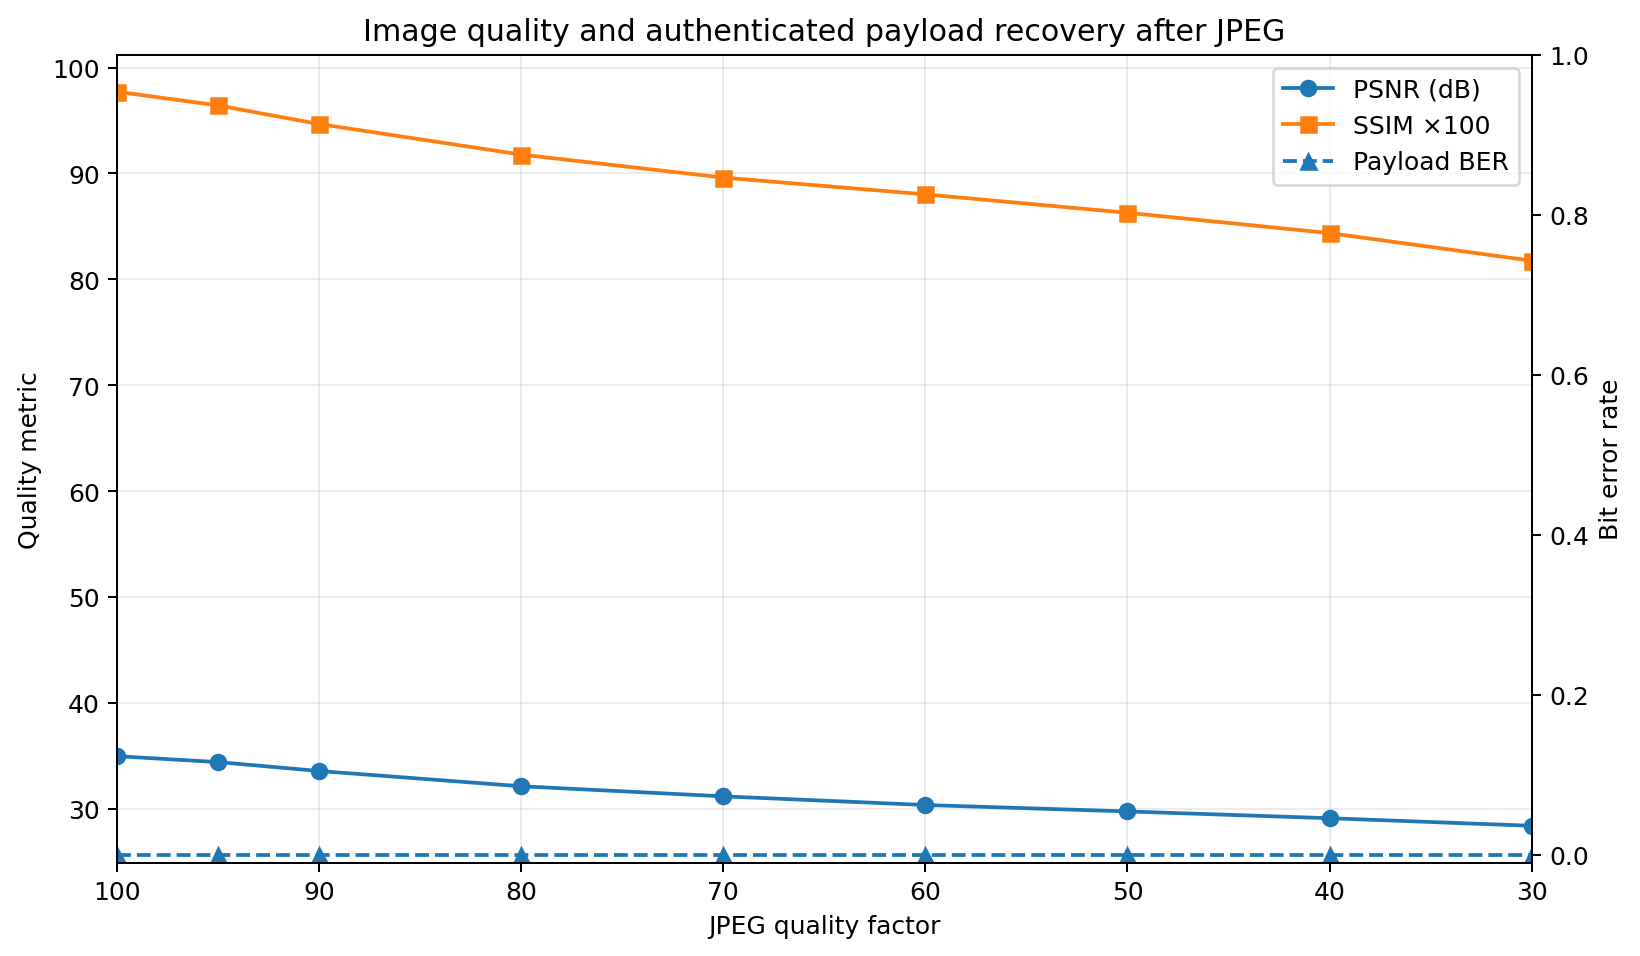 Image quality and authenticated payload recovery after JPEG
PSNR (dB)
SSIM ×100
Payload BER
Quality metric
100
90
80
70
60
50
40
30
Bit error rate
1.0
0.8
0.6
0.4
0.2
0.0
100 90 80 70 60 50 40 30
JPEG quality factor